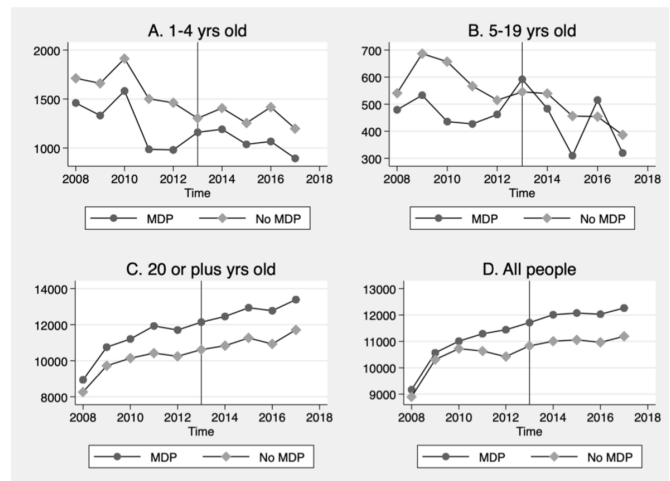 A. 1-4 yrs old
2000
1500
1000
2008 2010 2012 2014 2016 2018
Time
MDP No MDP
B. 5-19 yrs old
700
600
500
400
300
2008 2010 2012 2014 2016 2018
Time
MDP No MDP
C. 20 or plus yrs old
14000
12000
10000
8000
2008 2010 2012 2014 2016 2018
Time
MDP No MDP
D. All people
13000
12000
11000
10000
9000
2008 2010 2012 2014 2016 2018
Time
MDP No MDP